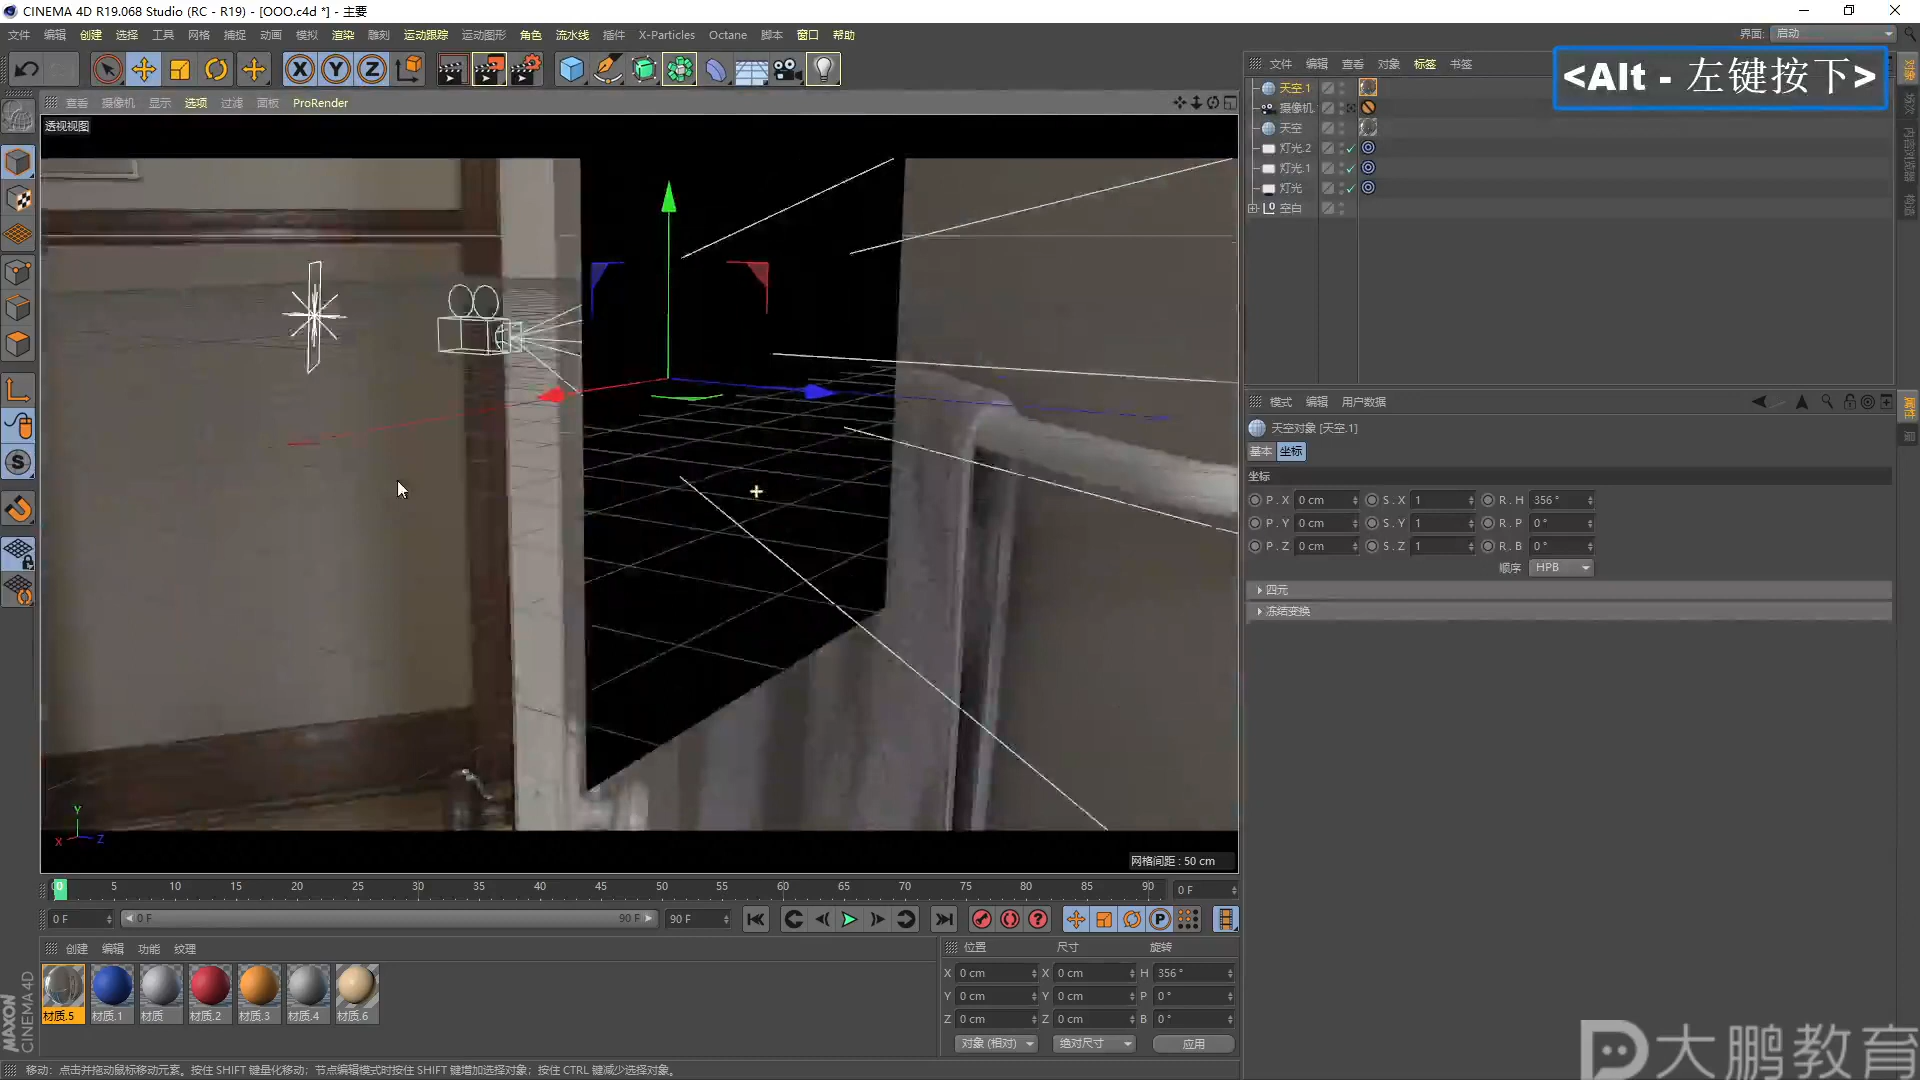 CINEMA 4D R19.068 Studio (RC - R19) - [OOO.c4d *] - 主要
文件 编辑 创建 选择 工具 网格 捕捉 动画 模拟 渲染 运动跟踪 运动图形 角色 流水线 插件 X-Particles Octane 脚本 窗口 帮助 界面: 启动
<Alt - 左键按下>
文件 编辑 查看 对象 标签 书签
查看 摄像机 显示 选项 过滤 面板 ProRender
透视视图
天空.1
摄像机
天空
灯光.2
灯光.1
灯光
空白
对象
场次
内容浏览器
构造
模式 编辑 用户数据
天空对象 [天空.1]
基本 坐标
坐标
P . X 0 cm S . X 1 R . H 356 °
P . Y 0 cm S . Y 1 R . P 0 °
P . Z 0 cm S . Z 1 R . B 0 °
顺序 HPB
四元
冻结变换
属性
层
Y
X Z
网格间距 : 50 cm
0 5 10 15 20 25 30 35 40 45 50 55 60 65 70 75 80 85 90 0 F
0 F 0 F 90 F 90 F
创建 编辑 功能 纹理
材质.5 材质.1 材质 材质.2 材质.3 材质.4 材质.6
位置 尺寸 旋转
X 0 cm X 0 cm H 356 °
Y 0 cm Y 0 cm P 0 °
Z 0 cm Z 0 cm B 0 °
对象 (相对) 绝对尺寸 应用
MAXON
CINEMA 4D
移动: 点击并拖动鼠标移动元素。按住 SHIFT 键量化移动; 节点编辑模式时按住 SHIFT 键增加选择对象; 按住 CTRL 键减少选择对象。
大鹏教育